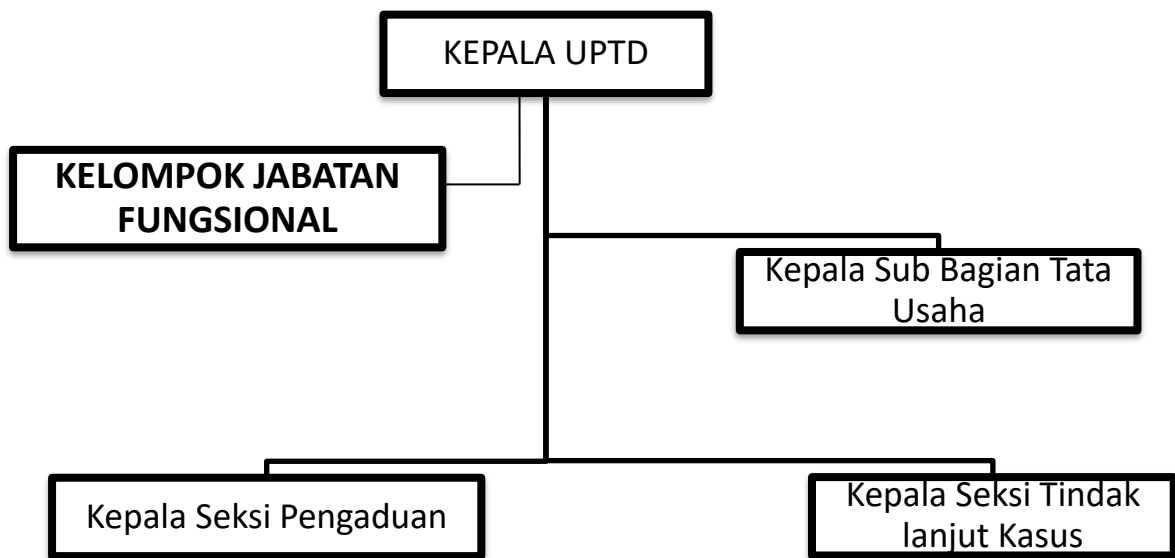 KEPALA UPTD
KELOMPOK JABATAN
FUNGSIONAL
Kepala Sub Bagian Tata
Usaha
Kepala Seksi Pengaduan
Kepala Seksi Tindak
lanjut Kasus